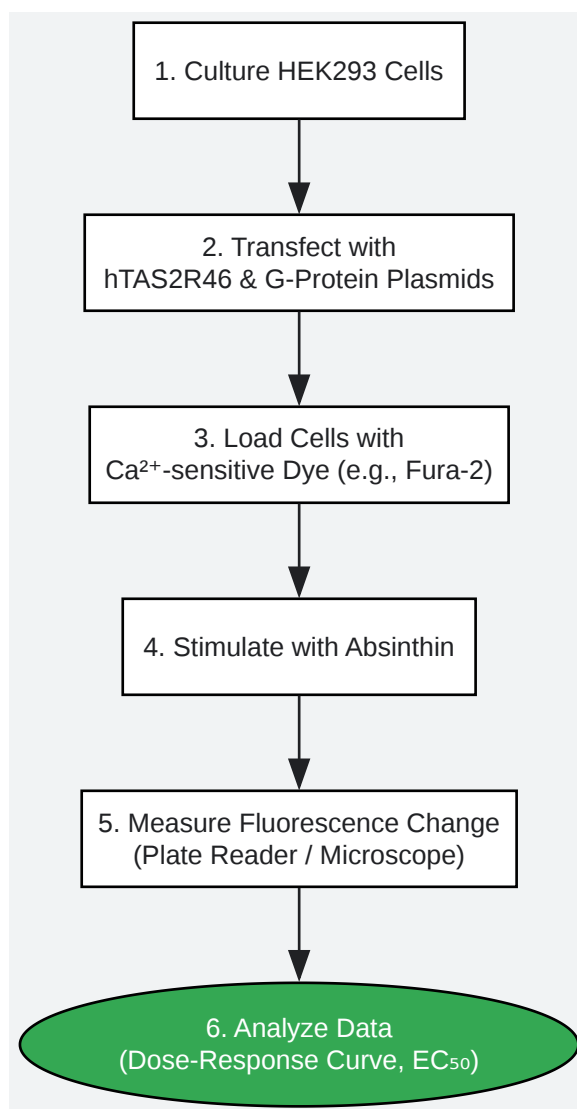 1. Culture HEK293 Cells
2. Transfect with
hTAS2R46 & G-Protein Plasmids
3. Load Cells with
Ca²⁺-sensitive Dye (e.g., Fura-2)
4. Stimulate with Absinthin
5. Measure Fluorescence Change
(Plate Reader / Microscope)
6. Analyze Data
(Dose-Response Curve, EC₅₀)